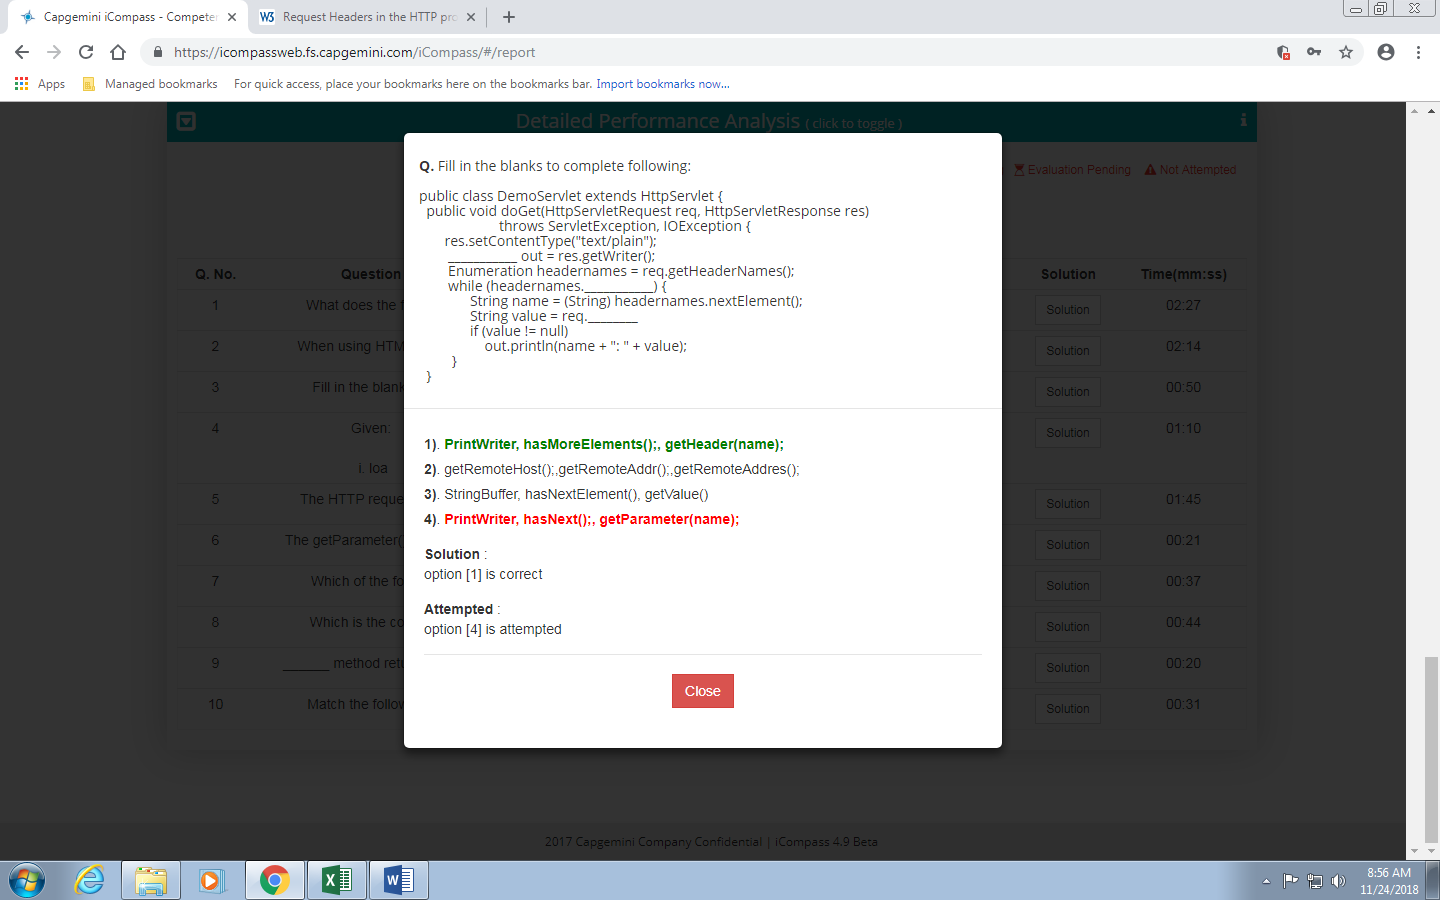 Capgemini iCompass - Competen
Request Headers in the HTTP pro
https://icompassweb.fs.capgemini.com/iCompass/#/report
Apps Managed bookmarks For quick access, place your bookmarks here on the bookmarks bar. Import bookmarks now...
Detailed Performance Analysis ( click to toggle )
Evaluation Pending Not Attempted
Q. Fill in the blanks to complete following:
public class DemoServlet extends HttpServlet {
public void doGet(HttpServletRequest req, HttpServletResponse res)
throws ServletException, IOException {
res.setContentType("text/plain");
___________ out = res.getWriter();
Enumeration headernames = req.getHeaderNames();
while (headernames.___________) {
String name = (String) headernames.nextElement();
String value = req.________
if (value != null)
out.println(name + ": " + value);
}
}
1). PrintWriter, hasMoreElements();, getHeader(name);
2). getRemoteHost();,getRemoteAddr();,getRemoteAddres();
3). StringBuffer, hasNextElement(), getValue()
4). PrintWriter, hasNext();, getParameter(name);
Solution :
option [1] is correct
Attempted :
option [4] is attempted
Close
Q. No. Question Solution Time(mm:ss)
1 What does the Solution 02:27
2 When using HTM Solution 02:14
3 Fill in the blank Solution 00:50
4 Given: Solution 01:10
i. loa
5 The HTTP reque Solution 01:45
6 The getParameter( Solution 00:21
7 Which of the fo Solution 00:37
8 Which is the co Solution 00:44
9 ______ method retu Solution 00:20
10 Match the follow Solution 00:31
2017 Capgemini Company Confidential | iCompass 4.9 Beta
8:56 AM
11/24/2018